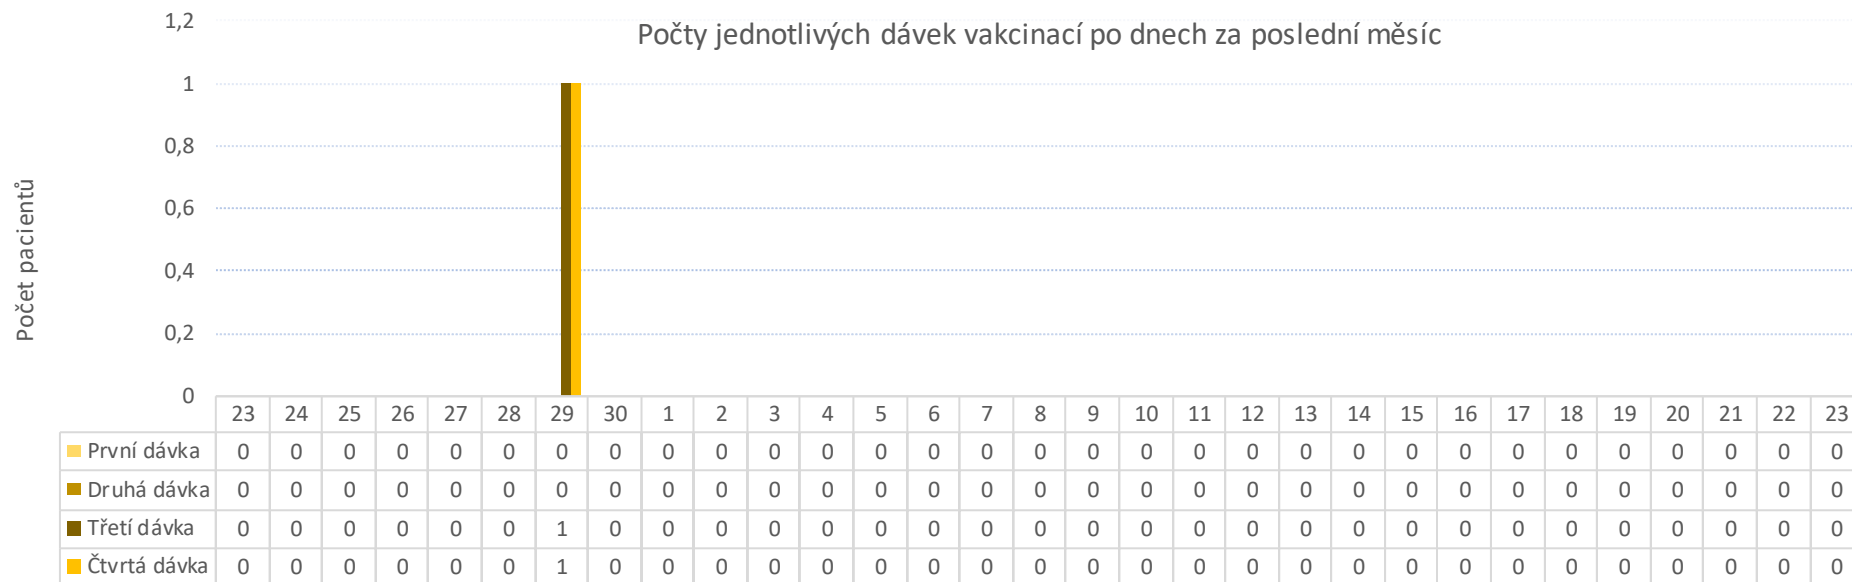 Počty jednotlivých dávek vakcinací po dnech za poslední měsíc
Počet pacientů
1,2
1
0,8
0,6
0,4
0,2
0
23 24 25 26 27 28 29 30 1 2 3 4 5 6 7 8 9 10 11 12 13 14 15 16 17 18 19 20 21 22 23
První dávka 0 0 0 0 0 0 0 0 0 0 0 0 0 0 0 0 0 0 0 0 0 0 0 0 0 0 0 0 0 0 0
Druhá dávka 0 0 0 0 0 0 0 0 0 0 0 0 0 0 0 0 0 0 0 0 0 0 0 0 0 0 0 0 0 0 0
Třetí dávka 0 0 0 0 0 0 1 0 0 0 0 0 0 0 0 0 0 0 0 0 0 0 0 0 0 0 0 0 0 0 0
Čtvrtá dávka 0 0 0 0 0 0 1 0 0 0 0 0 0 0 0 0 0 0 0 0 0 0 0 0 0 0 0 0 0 0 0